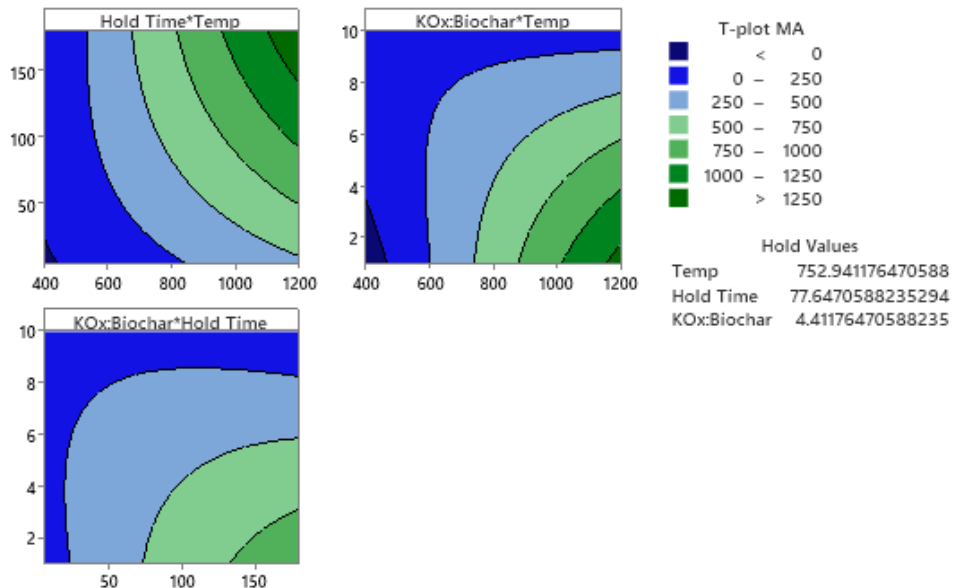 Hold Time*Temp
150
100
50
400 600 800 1000 1200
KOx:Biochar*Temp
10
8
6
4
2
400 600 800 1000 1200
KOx:Biochar*Hold Time
10
8
6
4
2
50 100 150
T-plot MA
< 0
0 – 250
250 – 500
500 – 750
750 – 1000
1000 – 1250
> 1250
Hold Values
Temp 752.941176470588
Hold Time 77.6470588235294
KOx:Biochar 4.41176470588235